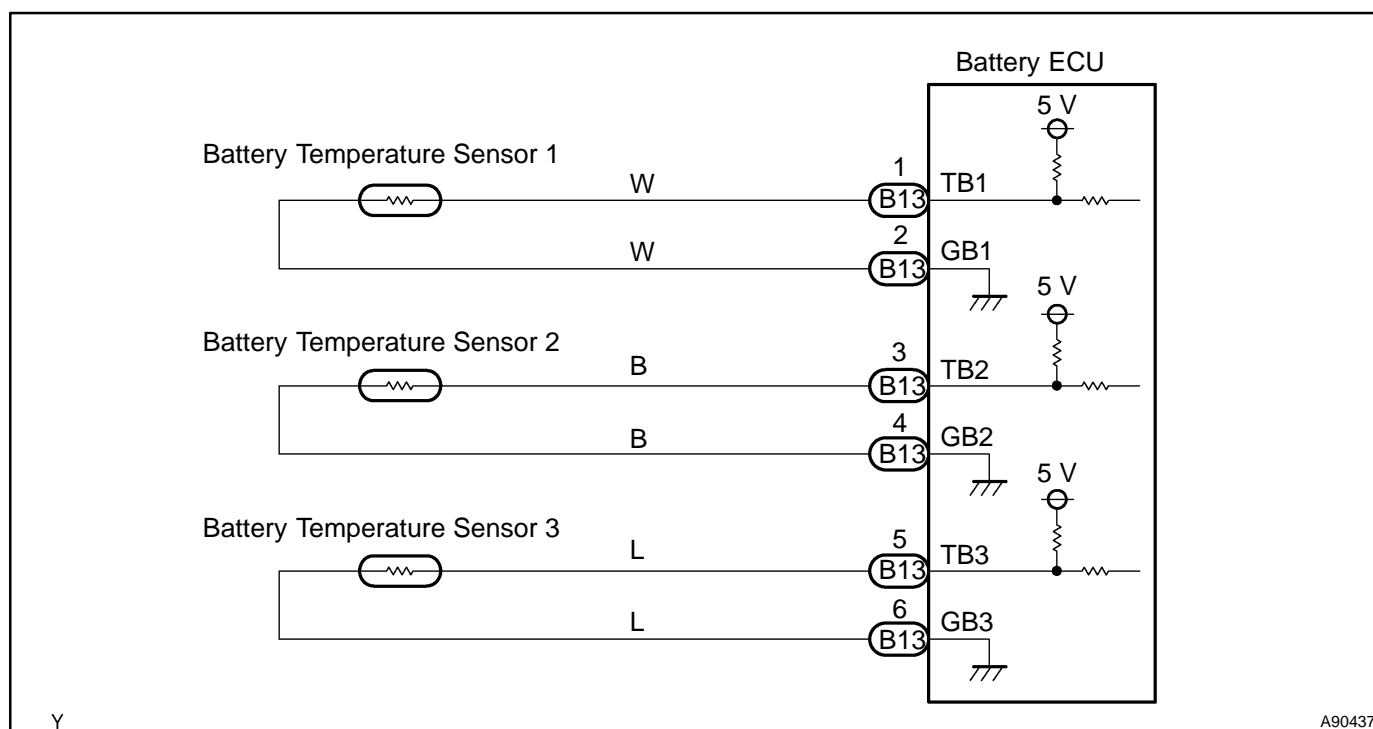 Battery ECU
5 V
Battery Temperature Sensor 1
W
1
B13
TB1
W
2
B13
GB1
5 V
Battery Temperature Sensor 2
B
3
B13
TB2
B
4
B13
GB2
5 V
Battery Temperature Sensor 3
L
5
B13
TB3
L
6
B13
GB3
Y
A90437